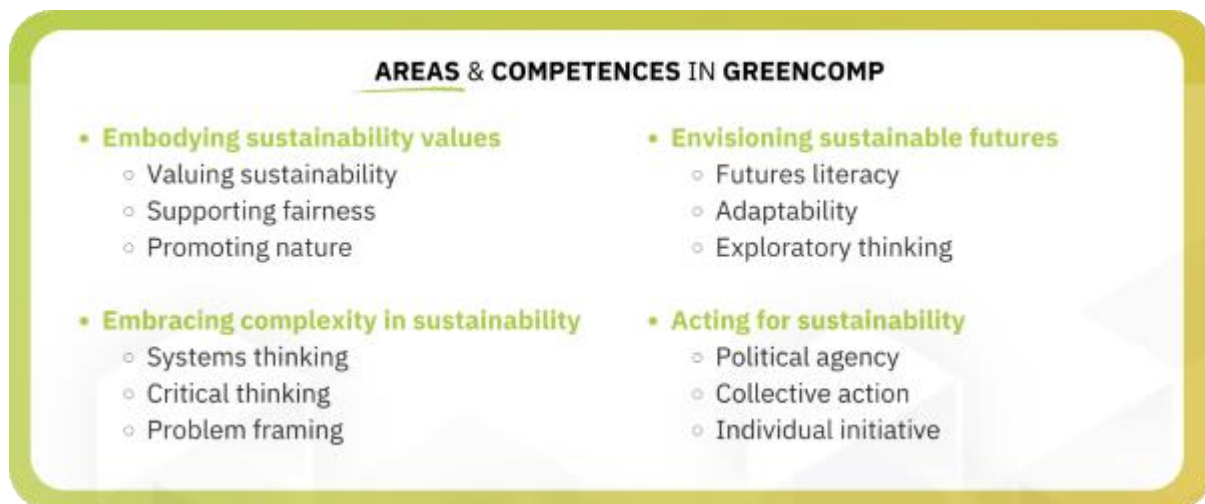 AREAS & COMPETENCES IN GREENCOMP
• Embodying sustainability values
◦ Valuing sustainability
◦ Supporting fairness
◦ Promoting nature
• Embracing complexity in sustainability
◦ Systems thinking
◦ Critical thinking
◦ Problem framing
• Envisioning sustainable futures
◦ Futures literacy
◦ Adaptability
◦ Exploratory thinking
• Acting for sustainability
◦ Political agency
◦ Collective action
◦ Individual initiative